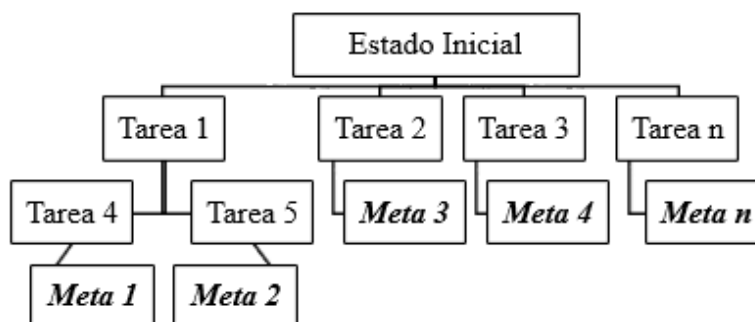 Estado Inicial
Tarea 1
Tarea 2
Tarea 3
Tarea n
Tarea 4
Tarea 5
Meta 3
Meta 4
Meta n
Meta 1
Meta 2